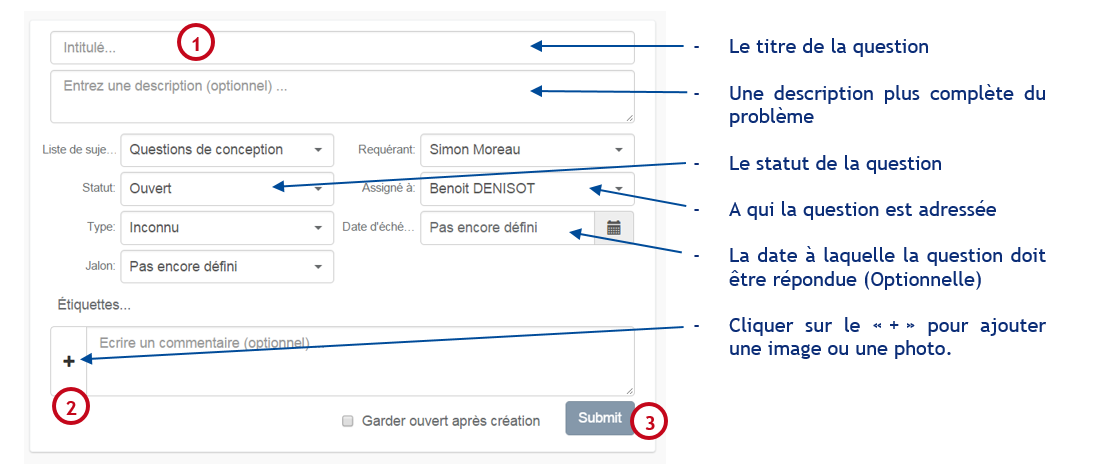 Intitulé...
1
- Le titre de la question
Entrez une description (optionnel) ...
- Une description plus complète du
problème
Liste de suje... Questions de conception
Requérant: Simon Moreau
- Le statut de la question
Statut: Ouvert
Assigné à: Benoit DENISOT
- A qui la question est adressée
Type: Inconnu
Date d'éché... Pas encore défini
- La date à laquelle la question doit
être répondue (Optionnelle)
Jalon: Pas encore défini
Étiquettes...
- Cliquer sur le « + » pour ajouter
une image ou une photo.
+ Ecrire un commentaire (optionnel)
2
Garder ouvert après création
Submit
3